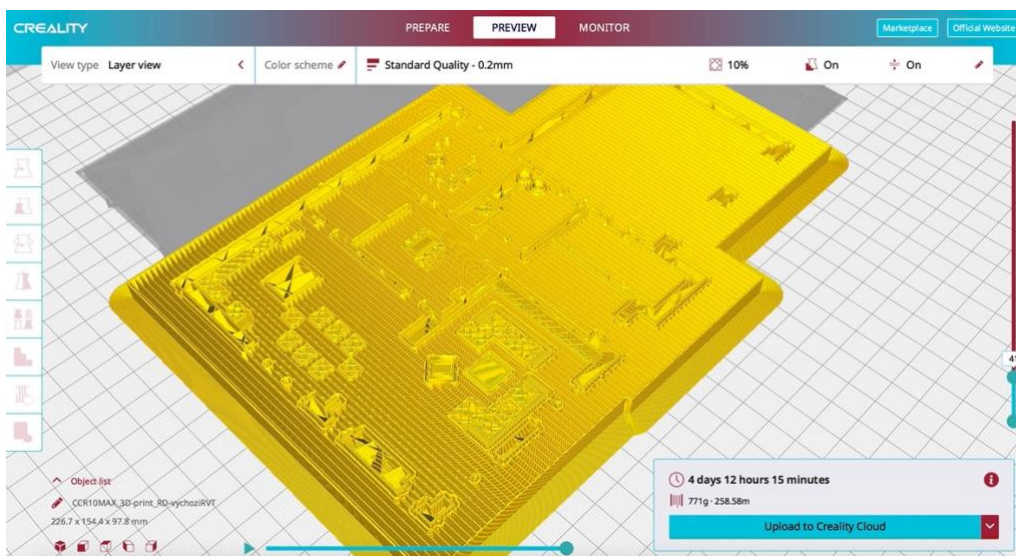 CREALITY
PREPARE PREVIEW MONITOR
Marketplace Official Website
View type Layer view
Color scheme
Standard Quality - 0.2mm
10%
On
On
Object list
CCR10MAX_3D-print_RD-vychoziRVT
226.7 x 154.4 x 97.8 mm
4 days 12 hours 15 minutes
771g · 258.58m
Upload to Creality Cloud